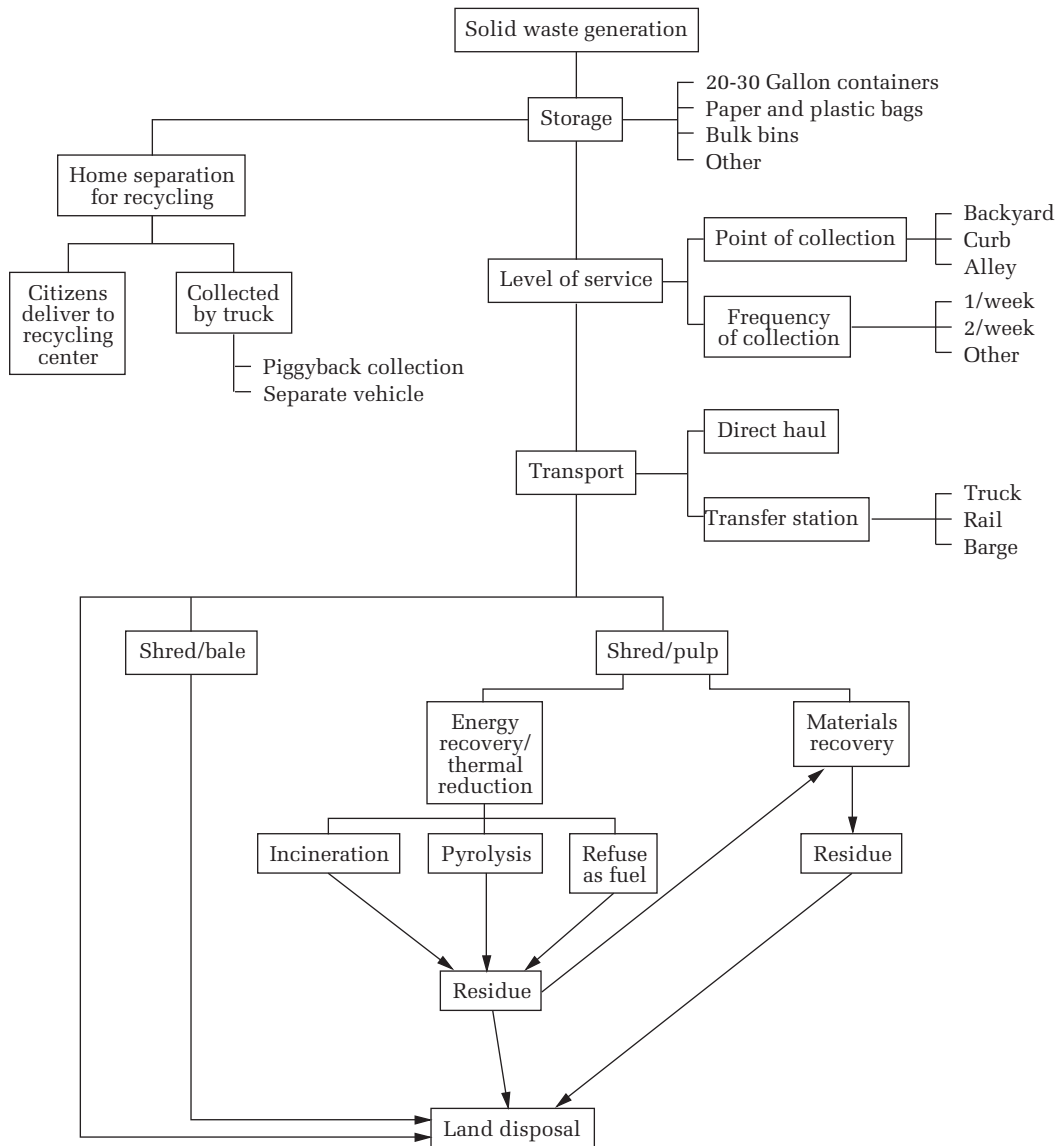 Solid waste generation
Storage
20-30 Gallon containers
Paper and plastic bags
Bulk bins
Other
Home separation
for recycling
Citizens
deliver to
recycling
center
Collected
by truck
Piggyback collection
Separate vehicle
Level of service
Point of collection
Backyard
Curb
Alley
Frequency
of collection
1/week
2/week
Other
Transport
Direct haul
Transfer station
Truck
Rail
Barge
Shred/bale
Shred/pulp
Energy
recovery/
thermal
reduction
Materials
recovery
Incineration
Pyrolysis
Refuse
as fuel
Residue
Residue
Land disposal